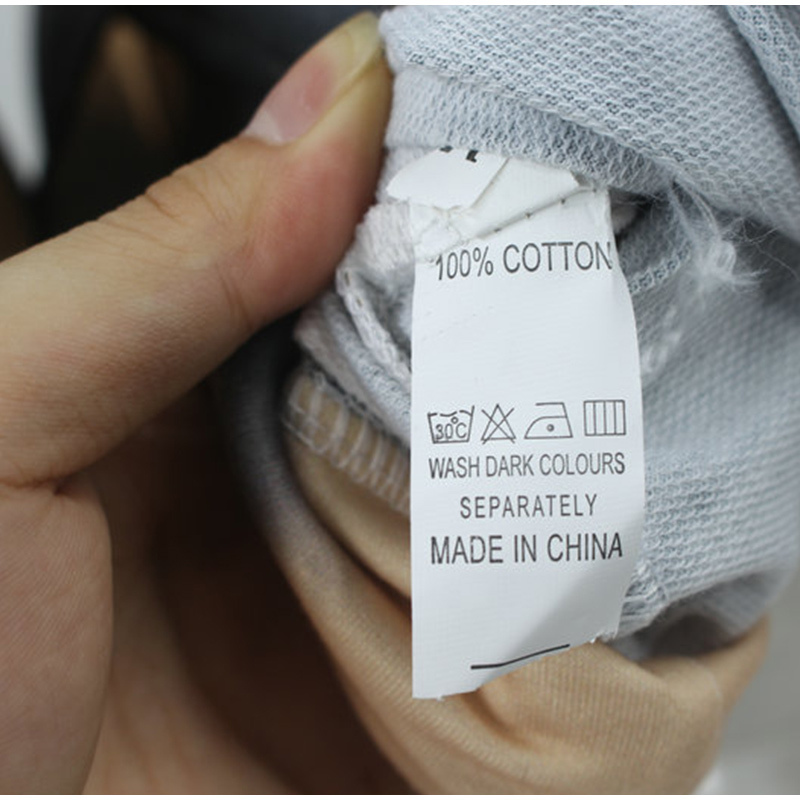 100% COTTON
30°C
WASH DARK COLOURS
SEPARATELY
MADE IN CHINA